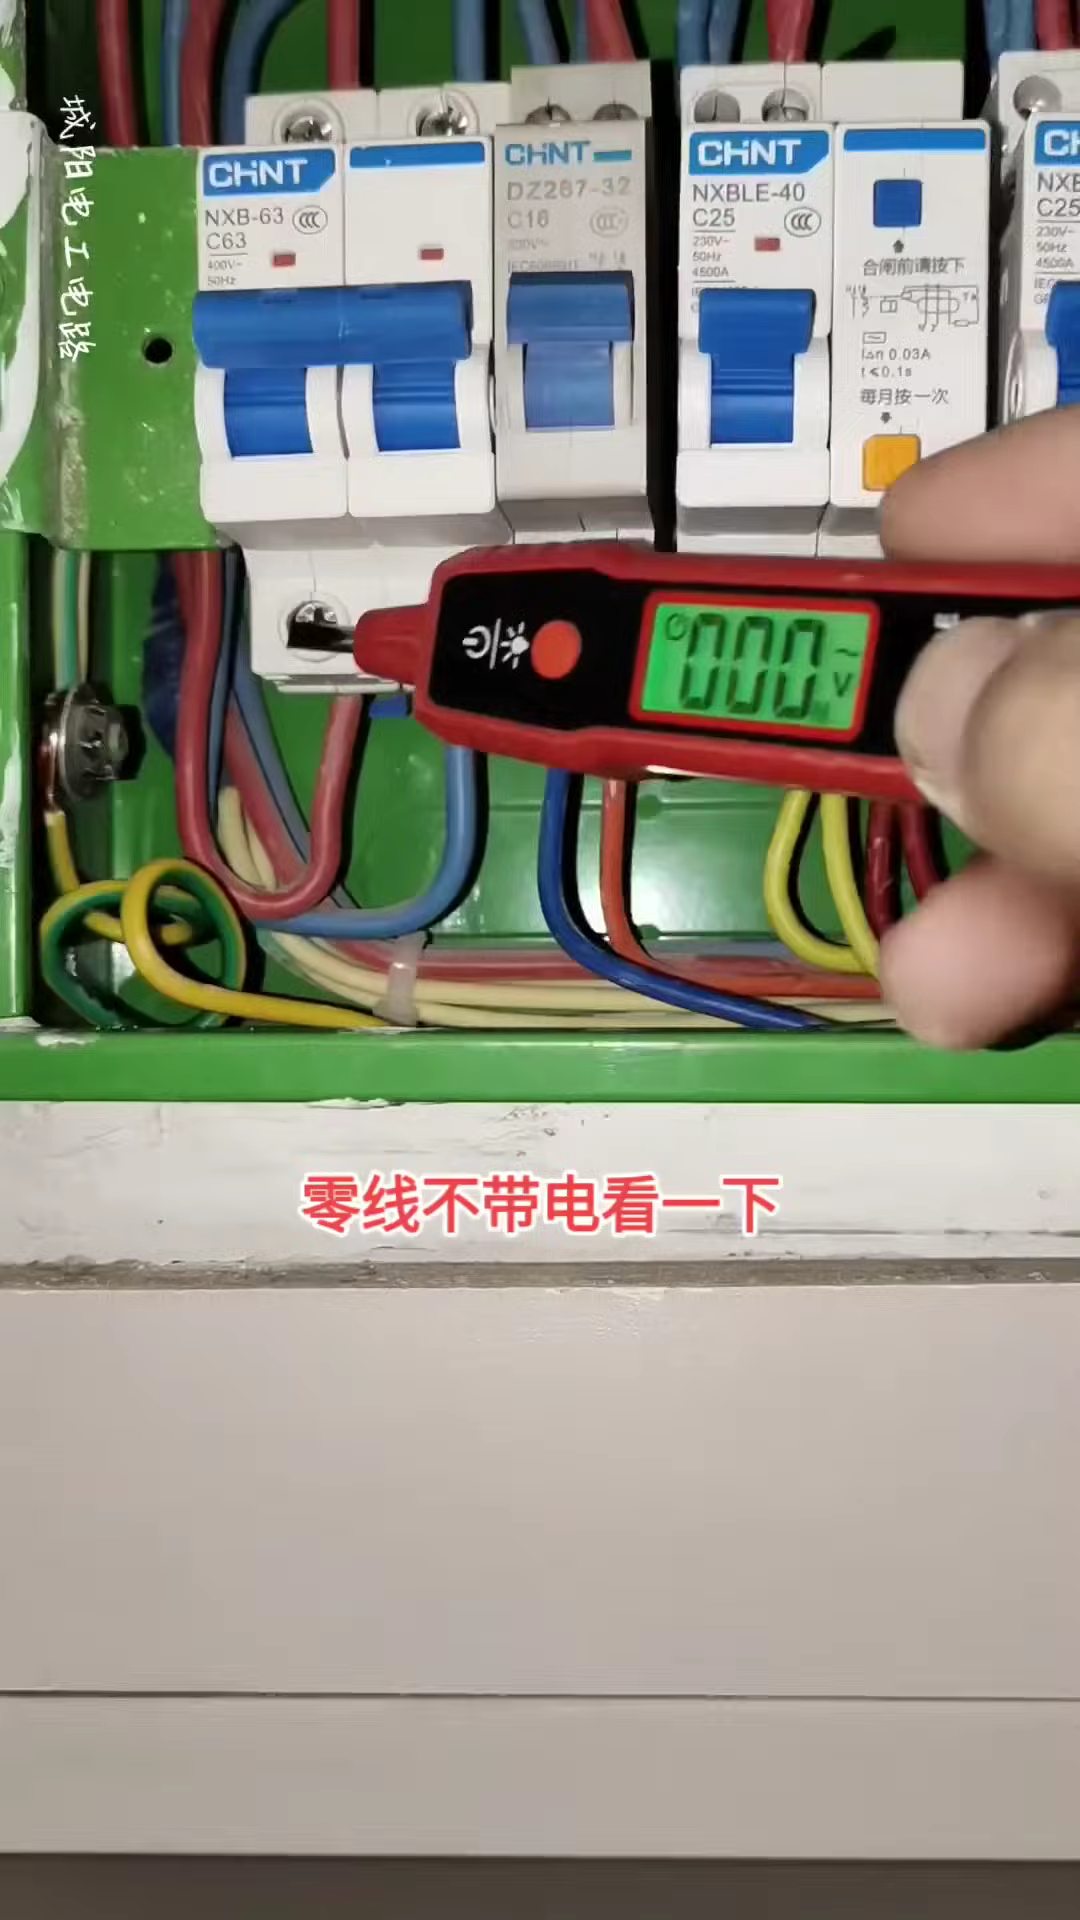 城阳电工电路
CHNT
NXB-63
CCC
C63
400V~
50Hz
CHNT
DZ267-32
C16
CHNT
NXBLE-40
C25
CCC
230V~
50Hz
4500A
合闸前请按下
I△n 0.03A
t≤0.1s
每月按一次
CH
NXB
C25
230V~
50Hz
4500A
000
~
V
零线不带电看一下